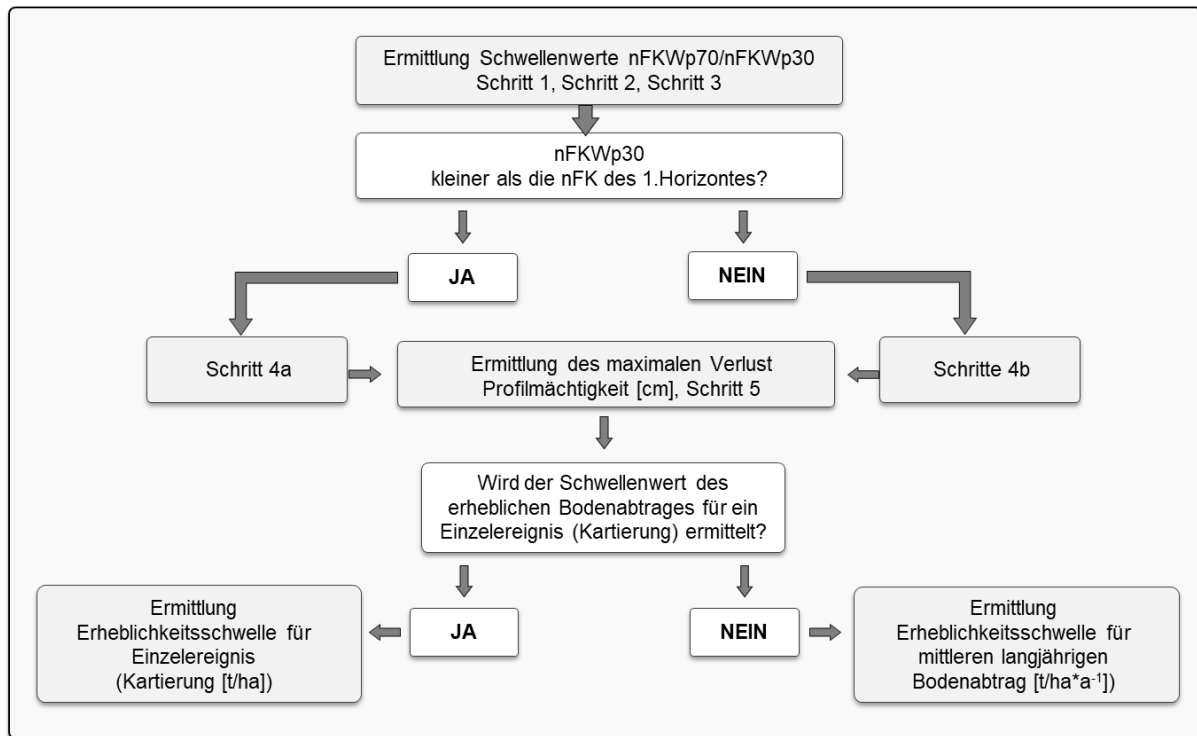 Ermittlung Schwellenwerte nFKWp70/nFKWp30
Schritt 1, Schritt 2, Schritt 3
nFKWp30
kleiner als die nFK des 1.Horizontes?
JA
NEIN
Schritt 4a
Ermittlung des maximalen Verlust
Profilmächtigkeit [cm], Schritt 5
Schritte 4b
Wird der Schwellenwert des
erheblichen Bodenabtrages für ein
Einzelereignis (Kartierung) ermittelt?
Ermittlung
Erheblichkeitsschwelle für
Einzelereignis
(Kartierung [t/ha])
JA
NEIN
Ermittlung
Erheblichkeitsschwelle für
mittleren langjährigen
Bodenabtrag [t/ha*a⁻¹])